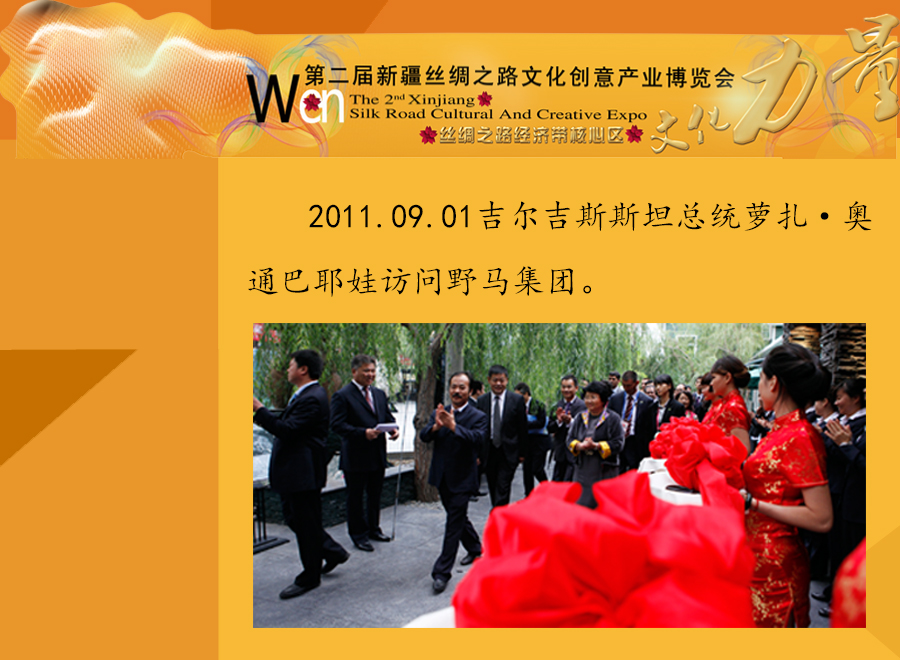 第二届新疆丝绸之路文化创意产业博览会
Wcn
The 2nd Xinjiang
Silk Road Cultural And Creative Expo
丝绸之路经济带核心区
文化力量
2011.09.01吉尔吉斯斯坦总统萝扎·奥
通巴耶娃访问野马集团。